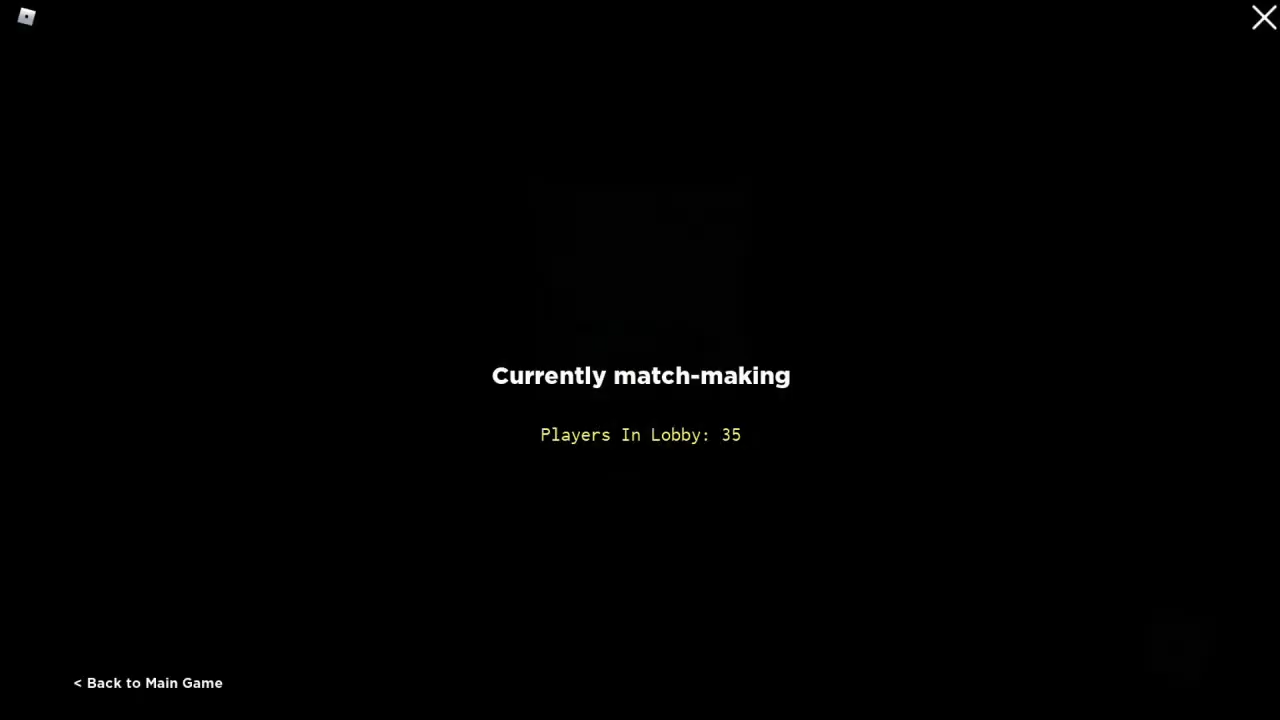 Currently match-making
Players In Lobby: 35
< Back to Main Game